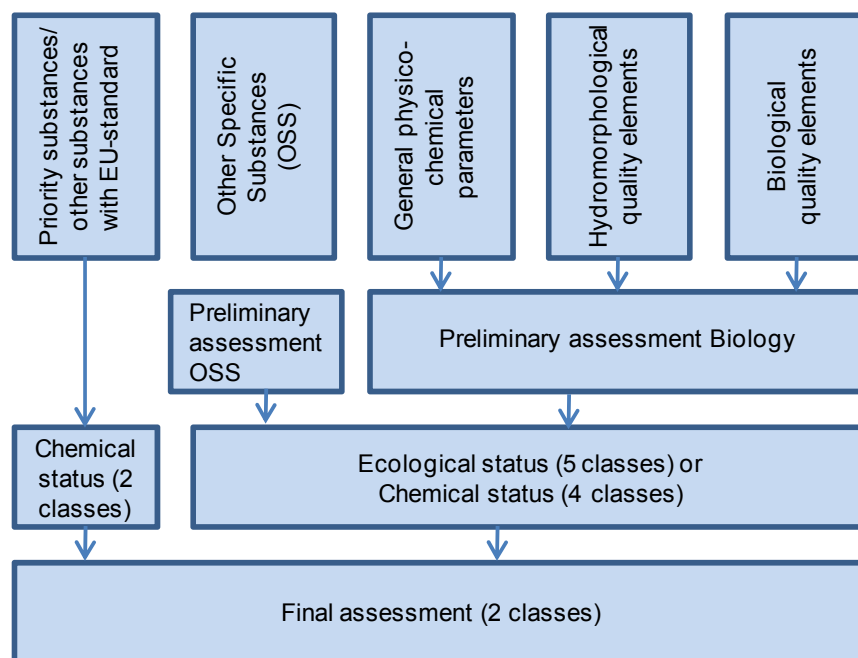 Priority substances/
other substances
with EU-standard
Other Specific
Substances
(OSS)
General physico-
chemical
parameters
Hydromorphological
quality elements
Biological
quality elements
Preliminary
assessment
OSS
Preliminary assessment Biology
Chemical
status (2
classes)
Ecological status (5 classes) or
Chemical status (4 classes)
Final assessment (2 classes)